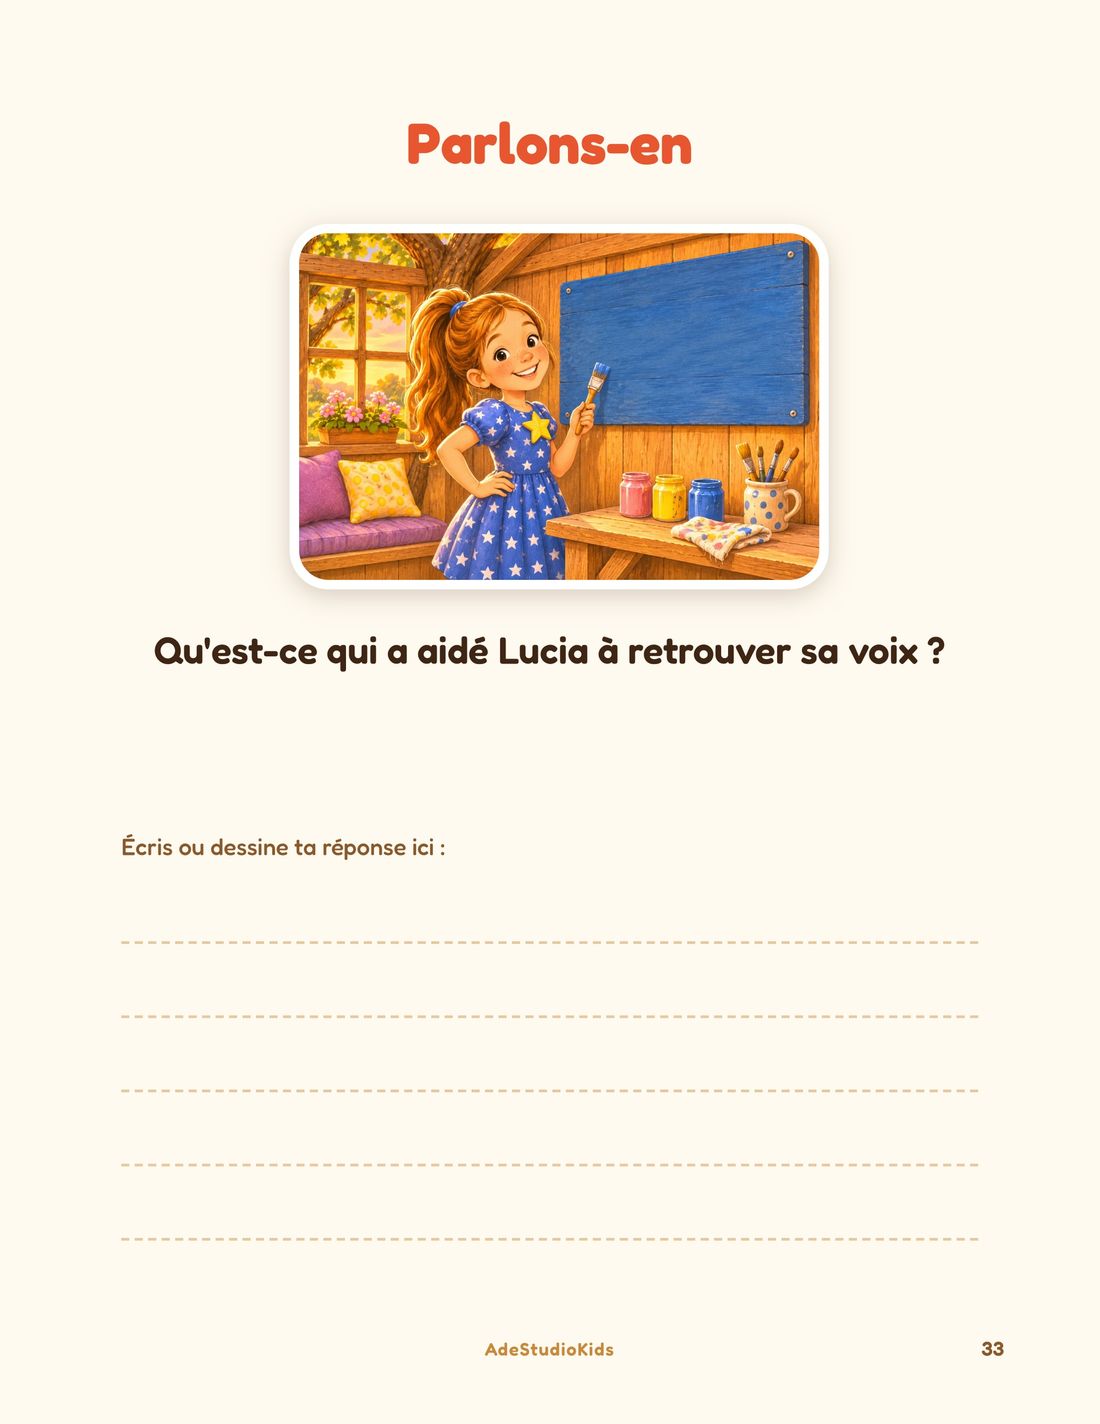 Parlons-en
Qu'est-ce qui a aidé Lucia à retrouver sa voix ?
Écris ou dessine ta réponse ici :
AdeStudioKids
33